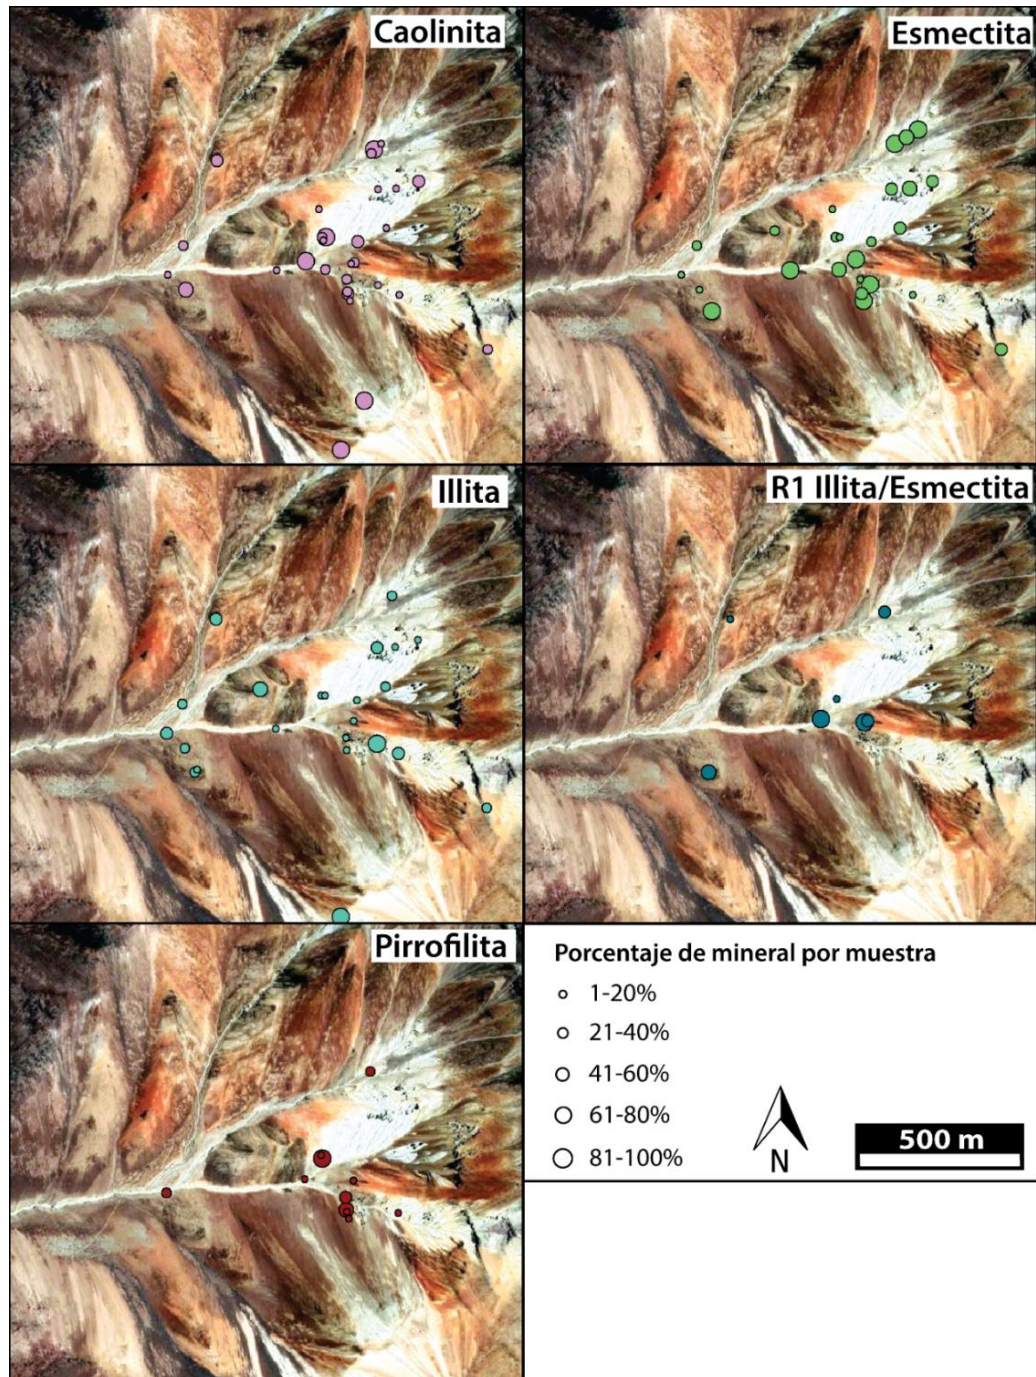 Caolinita
Esmectita
Illita
R1 Illita/Esmectita
Pirrofilita
Porcentaje de mineral por muestra
1-20%
21-40%
41-60%
61-80%
81-100%
N
500 m